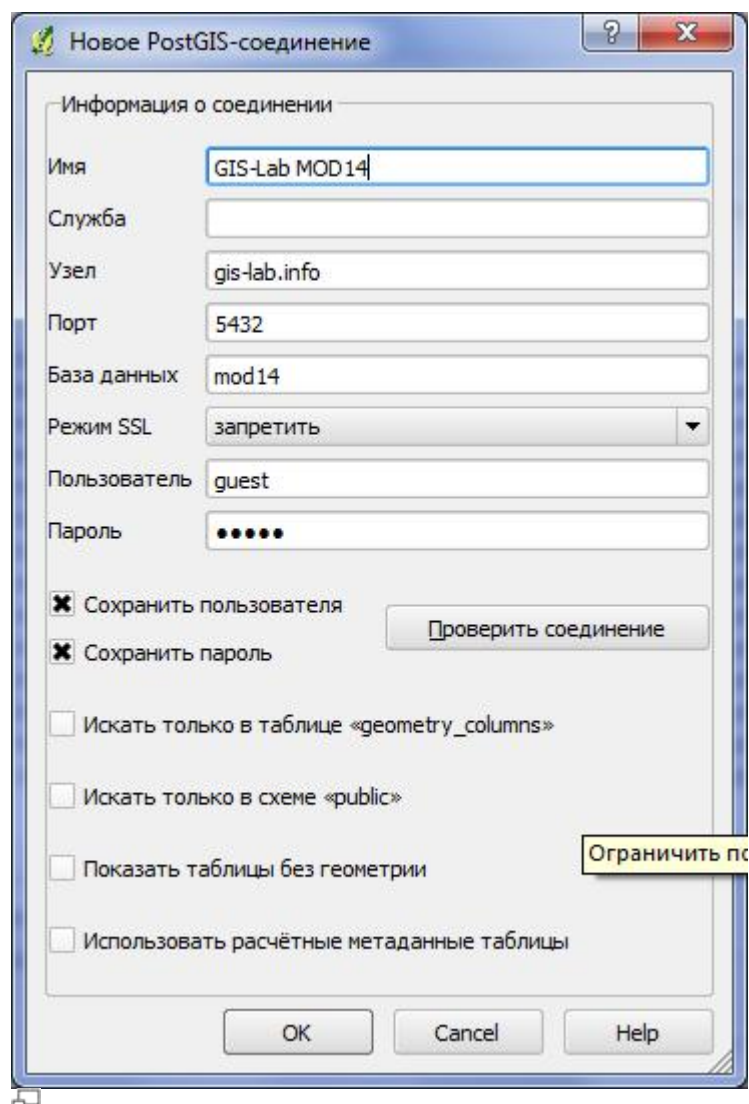 Новое PostGIS-соединение
Информация о соединении
Имя GIS-Lab MOD14
Служба
Узел gis-lab.info
Порт 5432
База данных mod14
Режим SSL запретить
Пользователь guest
Пароль •••••
Сохранить пользователя
Проверить соединение
Сохранить пароль
Искать только в таблице «geometry_columns»
Искать только в схеме «public»
Ограничить по
Показать таблицы без геометрии
Использовать расчётные метаданные таблицы
OK Cancel Help